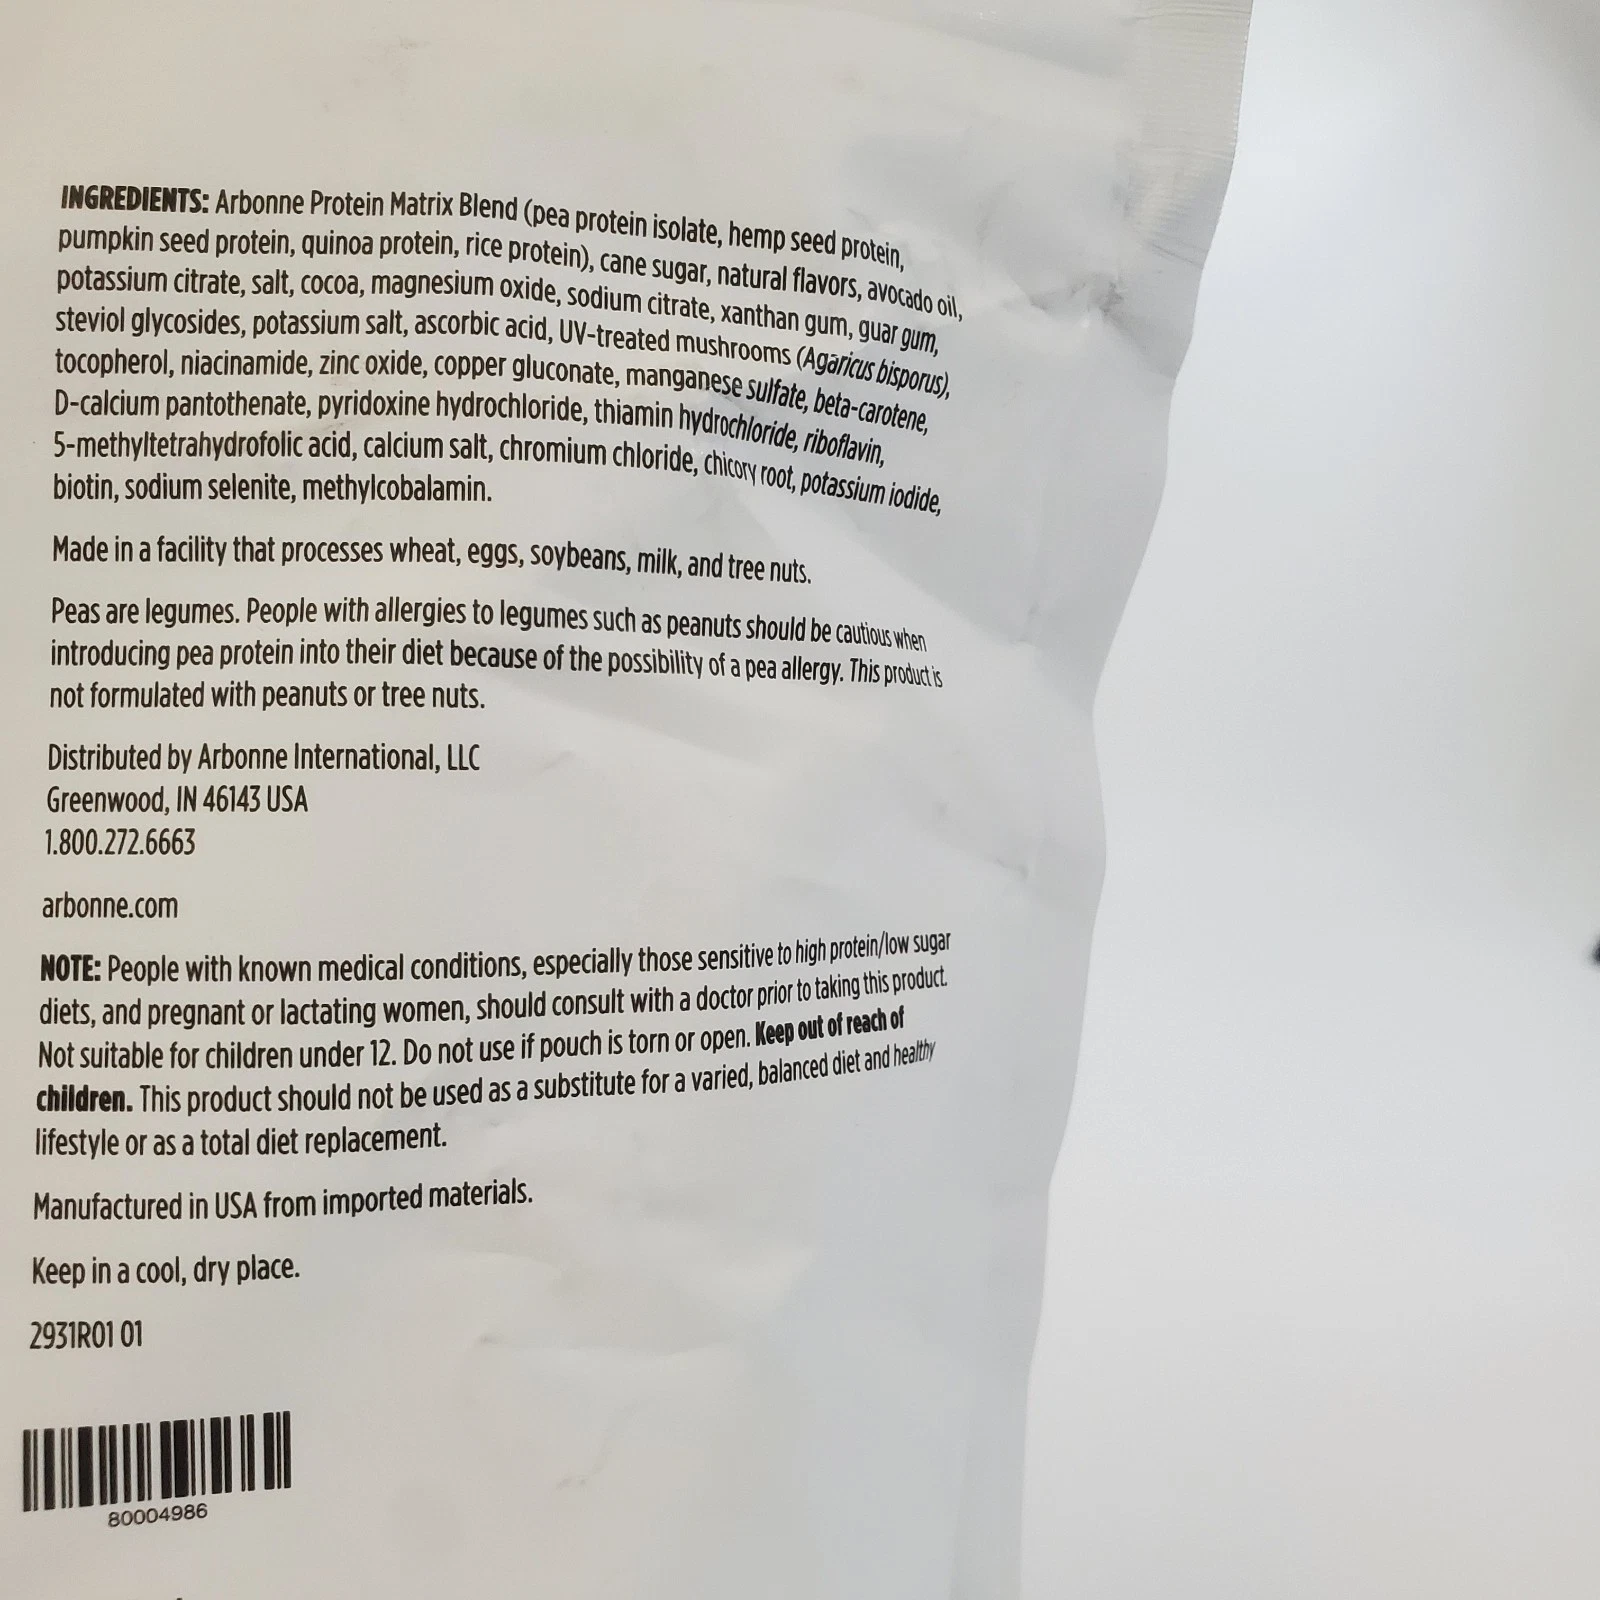 INGREDIENTS: Arbonne Protein Matrix Blend (pea protein isolate, hemp seed protein,
pumpkin seed protein, quinoa protein, rice protein), cane sugar, natural flavors, avocado oil,
potassium citrate, salt, cocoa, magnesium oxide, sodium citrate, xanthan gum, guar gum,
steviol glycosides, potassium salt, ascorbic acid, UV-treated mushrooms (Agaricus bisporus),
tocopherol, niacinamide, zinc oxide, copper gluconate, manganese sulfate, beta-carotene,
D-calcium pantothenate, pyridoxine hydrochloride, thiamin hydrochloride, riboflavin,
5-methyltetrahydrofolic acid, calcium salt, chromium chloride, chicory root, potassium iodide,
biotin, sodium selenite, methylcobalamin.
Made in a facility that processes wheat, eggs, soybeans, milk, and tree nuts.
Peas are legumes. People with allergies to legumes such as peanuts should be cautious when
introducing pea protein into their diet because of the possibility of a pea allergy. This product is
not formulated with peanuts or tree nuts.
Distributed by Arbonne International, LLC
Greenwood, IN 46143 USA
1.800.272.6663
arbonne.com
NOTE: People with known medical conditions, especially those sensitive to high protein/low sugar
diets, and pregnant or lactating women, should consult with a doctor prior to taking this product.
Not suitable for children under 12. Do not use if pouch is torn or open. Keep out of reach of
children. This product should not be used as a substitute for a varied, balanced diet and healthy
lifestyle or as a total diet replacement.
Manufactured in USA from imported materials.
Keep in a cool, dry place.
2931R01 01
80004986